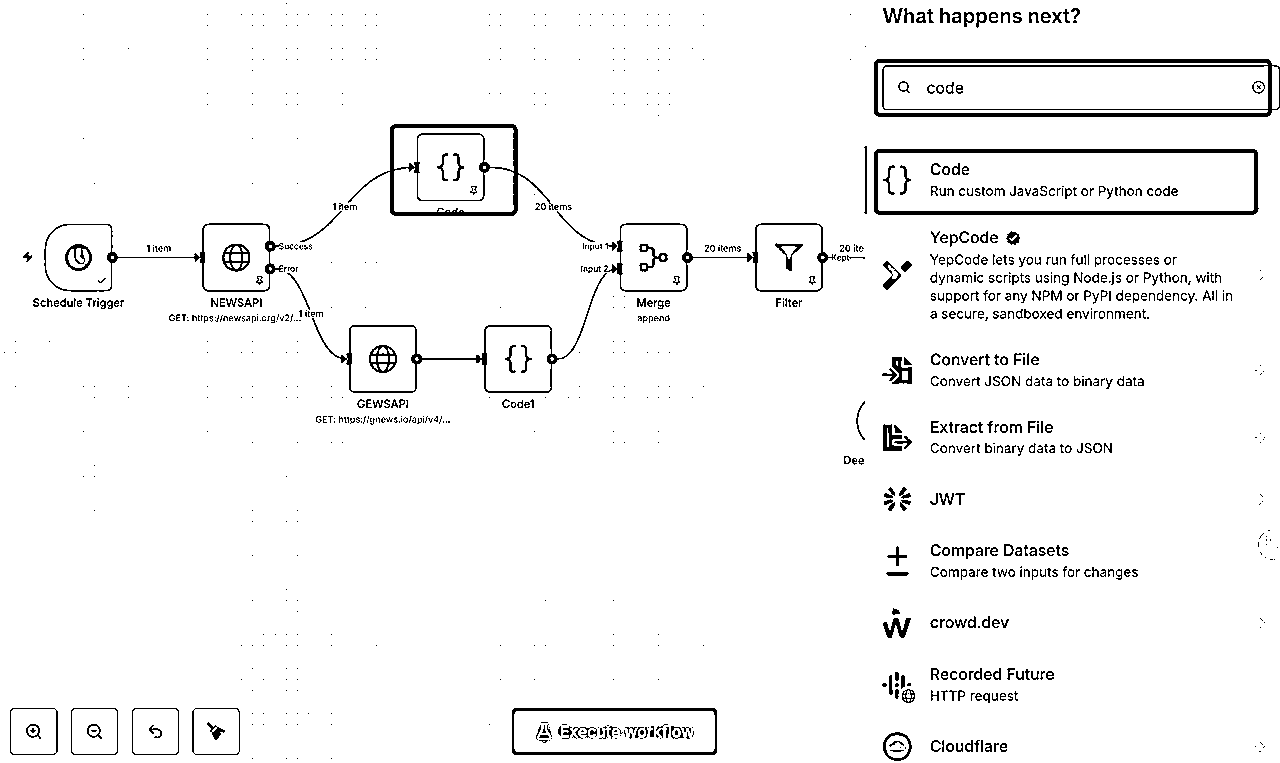 What happens next?
code
Code
Run custom JavaScript or Python code
YepCode
YepCode lets you run full processes or
dynamic scripts using Node.js or Python, with
support for any NPM or PyPI dependency. All in
a secure, sandboxed environment.
Convert to File
Convert JSON data to binary data
Extract from File
Convert binary data to JSON
JWT
Compare Datasets
Compare two inputs for changes
crowd.dev
Recorded Future
HTTP request
Cloudflare
Schedule Trigger
1 item
NEWSAPI
GET: https://newsapi.org/v2/...
Success
Error
1 item
1 item
Code
20 items
GEWSAPI
GET: https://gnews.io/api/v4/...
Code1
Input 1
Input 2
Merge
append
20 items
Filter
20 ite
Kept
Dee
Execute workflow